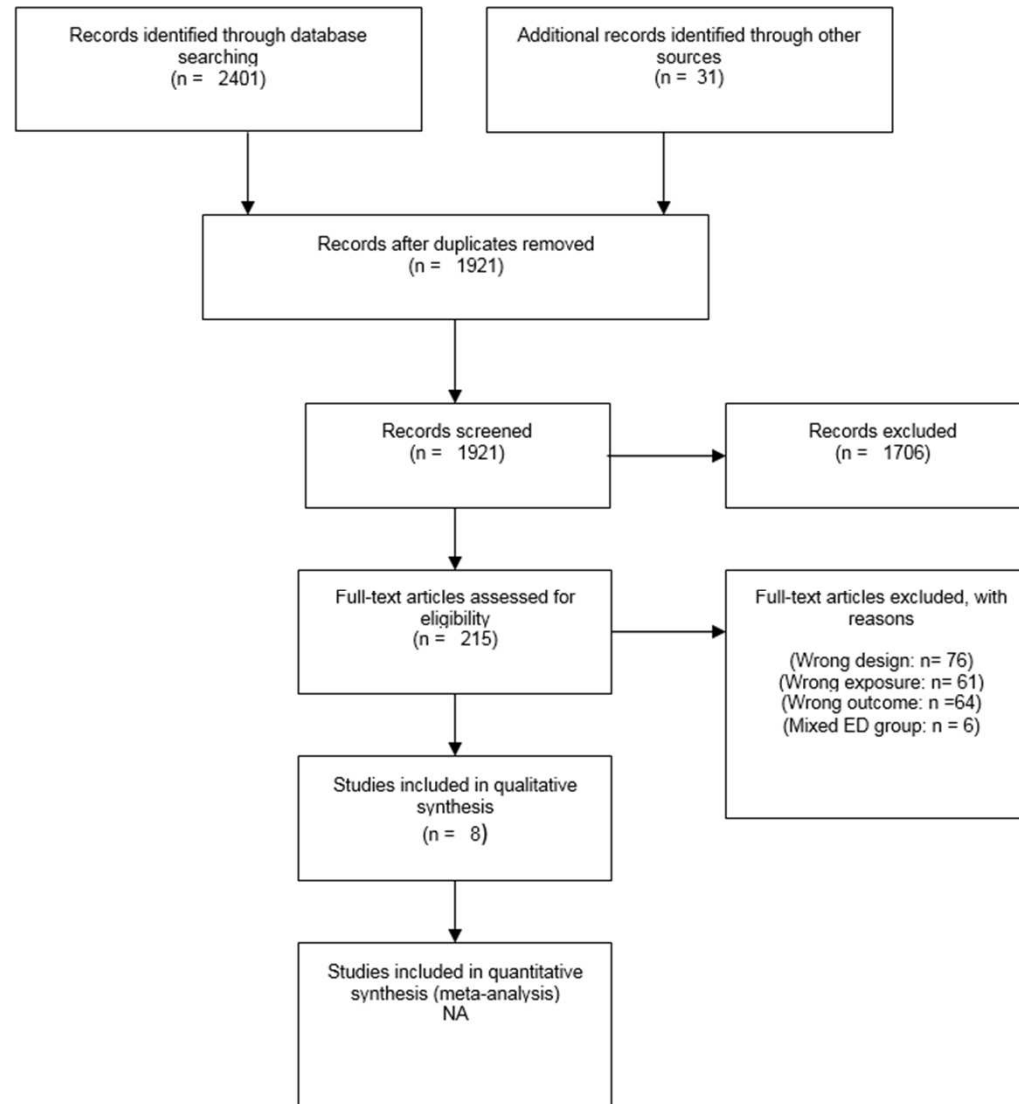 Records identified through database
searching
(n = 2401)
Additional records identified through other
sources
(n = 31)
Records after duplicates removed
(n = 1921)
Records screened
(n = 1921)
Records excluded
(n = 1706)
Full-text articles assessed for
eligibility
(n = 215)
Full-text articles excluded, with
reasons
(Wrong design: n= 76)
(Wrong exposure: n= 61)
(Wrong outcome: n =64)
(Mixed ED group: n = 6)
Studies included in qualitative
synthesis
(n = 8)
Studies included in quantitative
synthesis (meta-analysis)
NA